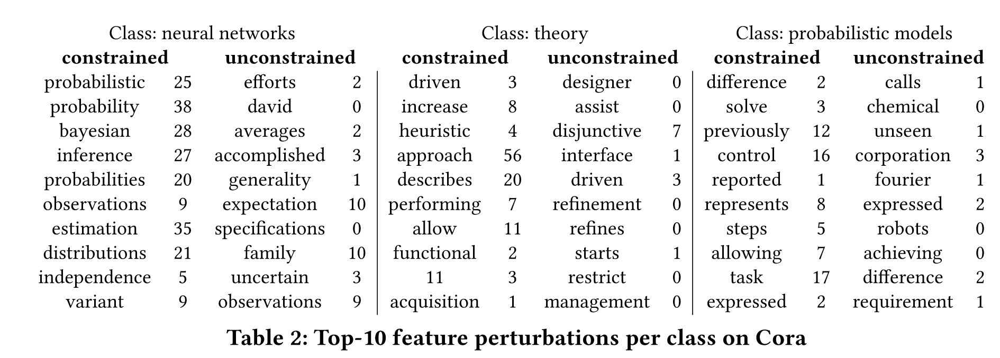 Class: neural networks Class: theory Class: probabilistic models
constrained unconstrained constrained unconstrained constrained unconstrained
probabilistic 25 efforts 2 driven 3 designer 0 difference 2 calls 1
probability 38 david 0 increase 8 assist 0 solve 3 chemical 0
bayesian 28 averages 2 heuristic 4 disjunctive 7 previously 12 unseen 1
inference 27 accomplished 3 approach 56 interface 1 control 16 corporation 3
probabilities 20 generality 1 describes 20 driven 3 reported 1 fourier 1
observations 9 expectation 10 performing 7 refinement 0 represents 8 expressed 2
estimation 35 specifications 0 allow 11 refines 0 steps 5 robots 0
distributions 21 family 10 functional 2 starts 1 allowing 7 achieving 0
independence 5 uncertain 3 11 3 restrict 0 task 17 difference 2
variant 9 observations 9 acquisition 1 management 0 expressed 2 requirement 1
Table 2: Top-10 feature perturbations per class on Cora